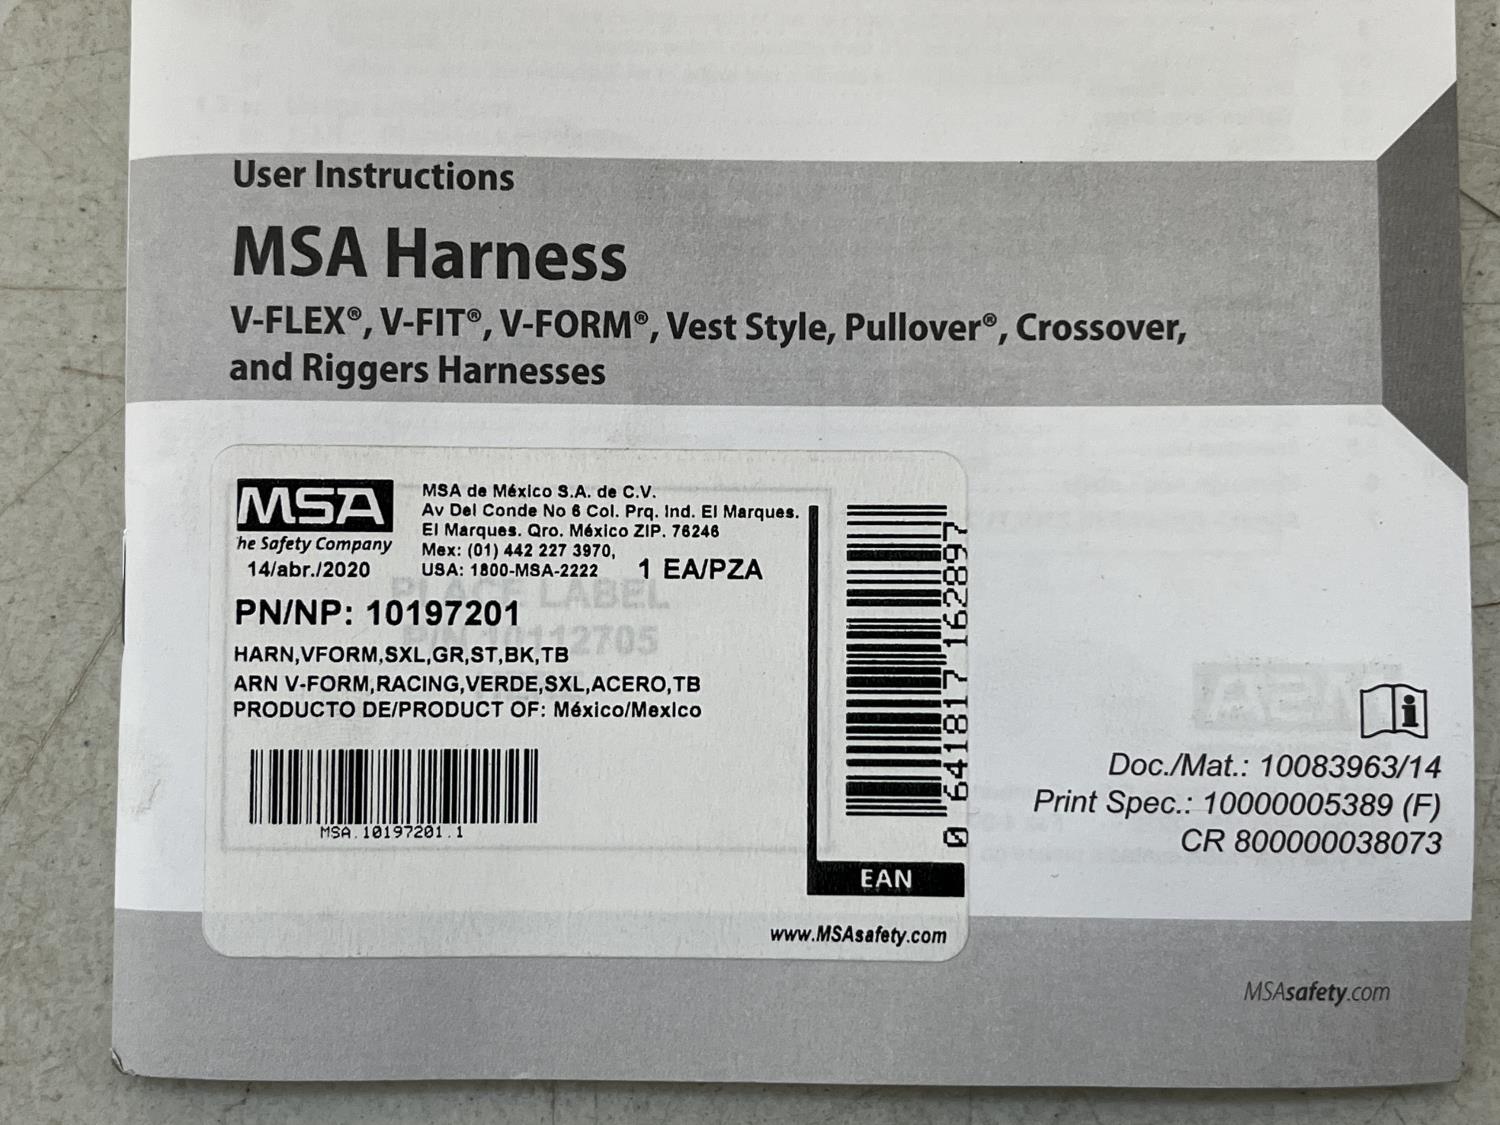 User Instructions
MSA Harness
V-FLEX®, V-FIT®, V-FORM®, Vest Style, Pullover®, Crossover,
and Riggers Harnesses
MSA
he Safety Company
14/abr./2020
MSA de México S.A. de C.V.
Av Del Conde No 6 Col. Prq. Ind. El Marques.
El Marques. Qro. México ZIP. 76246
Mex: (01) 442 227 3970,
USA: 1800-MSA-2222
1 EA/PZA
PLACE LABEL
P/N 10112705
PN/NP: 10197201
HARN,VFORM,SXL,GR,ST,BK,TB
ARN V-FORM,RACING,VERDE,SXL,ACERO,TB
PRODUCTO DE/PRODUCT OF: México/Mexico
MSA.10197201.1
0 641817 162897
EAN
www.MSAsafety.com
Doc./Mat.: 10083963/14
Print Spec.: 10000005389 (F)
CR 800000038073
MSAsafety.com